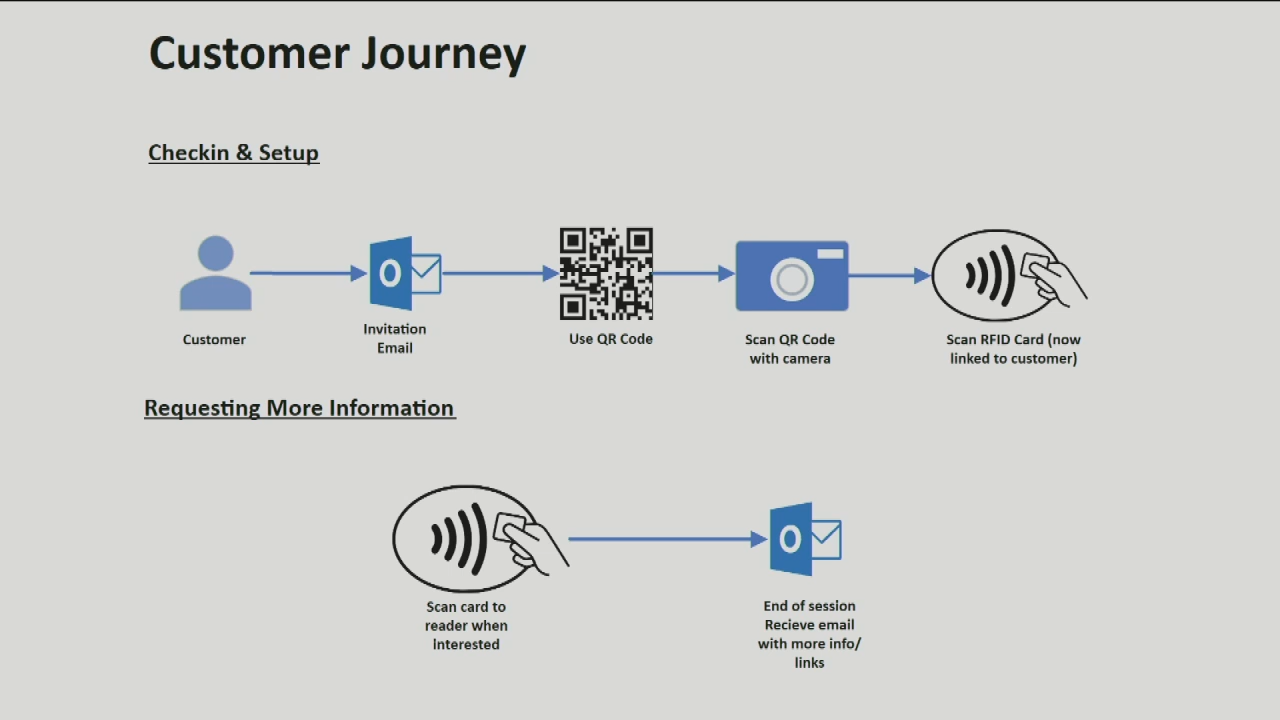 Customer Journey
Checkin & Setup
Customer
Invitation
Email
Use QR Code
Scan QR Code
with camera
Scan RFID Card (now
linked to customer)
Requesting More Information
Scan card to
reader when
interested
End of session
Recieve email
with more info/
links